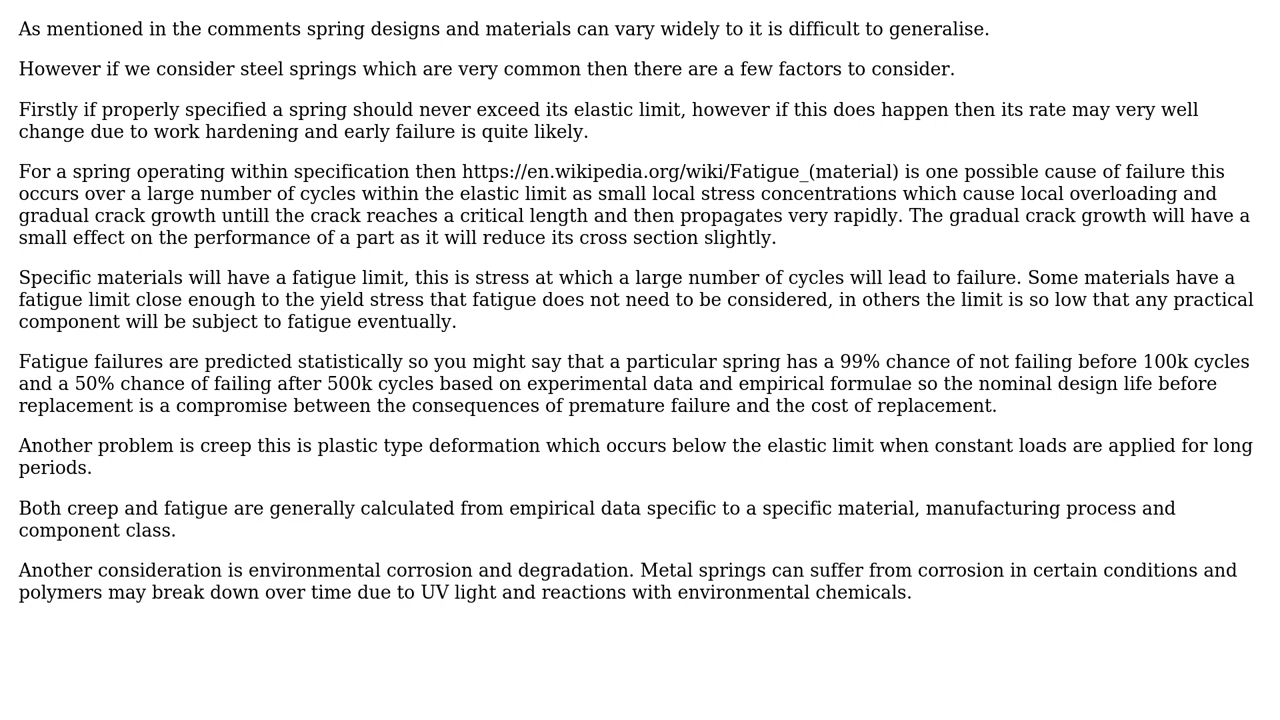 As mentioned in the comments spring designs and materials can vary widely to it is difficult to generalise.
However if we consider steel springs which are very common then there are a few factors to consider.
Firstly if properly specified a spring should never exceed its elastic limit, however if this does happen then its rate may very well
change due to work hardening and early failure is quite likely.
For a spring operating within specification then https://en.wikipedia.org/wiki/Fatigue_(material) is one possible cause of failure this
occurs over a large number of cycles within the elastic limit as small local stress concentrations which cause local overloading and
gradual crack growth untill the crack reaches a critical length and then propagates very rapidly. The gradual crack growth will have a
small effect on the performance of a part as it will reduce its cross section slightly.
Specific materials will have a fatigue limit, this is stress at which a large number of cycles will lead to failure. Some materials have a
fatigue limit close enough to the yield stress that fatigue does not need to be considered, in others the limit is so low that any practical
component will be subject to fatigue eventually.
Fatigue failures are predicted statistically so you might say that a particular spring has a 99% chance of not failing before 100k cycles
and a 50% chance of failing after 500k cycles based on experimental data and empirical formulae so the nominal design life before
replacement is a compromise between the consequences of premature failure and the cost of replacement.
Another problem is creep this is plastic type deformation which occurs below the elastic limit when constant loads are applied for long
periods.
Both creep and fatigue are generally calculated from empirical data specific to a specific material, manufacturing process and
component class.
Another consideration is environmental corrosion and degradation. Metal springs can suffer from corrosion in certain conditions and
polymers may break down over time due to UV light and reactions with environmental chemicals.